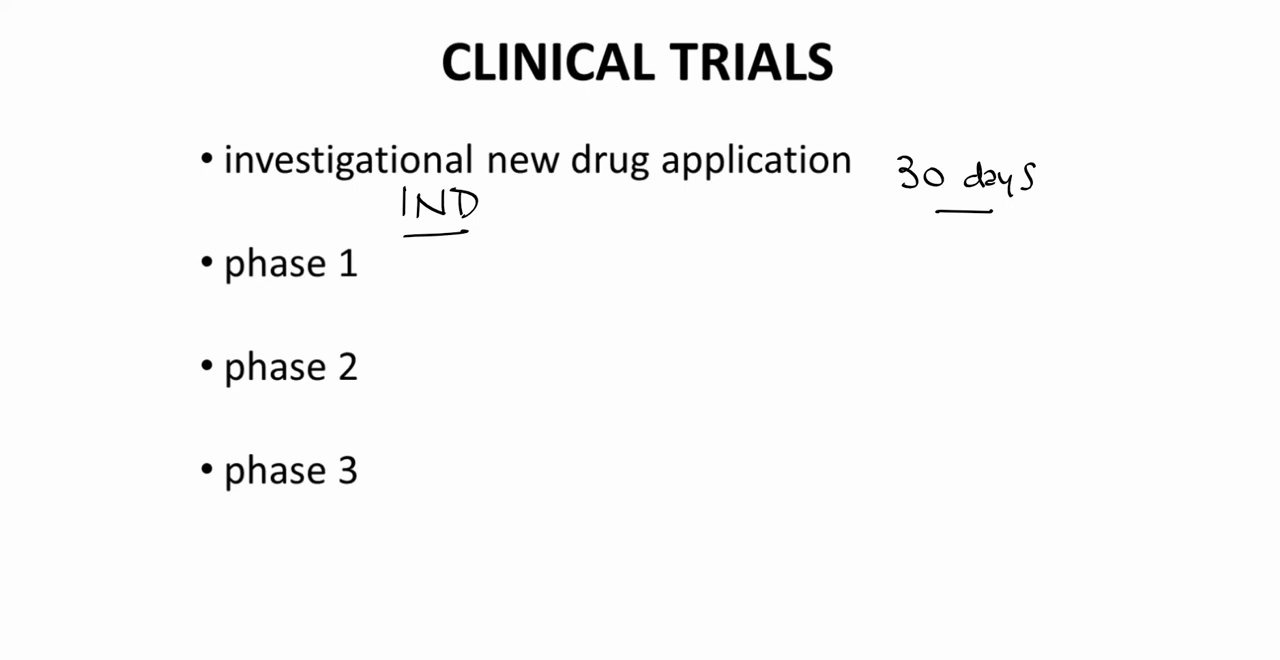 CLINICAL TRIALS
• investigational new drug application 30 days
IND
• phase 1
• phase 2
• phase 3